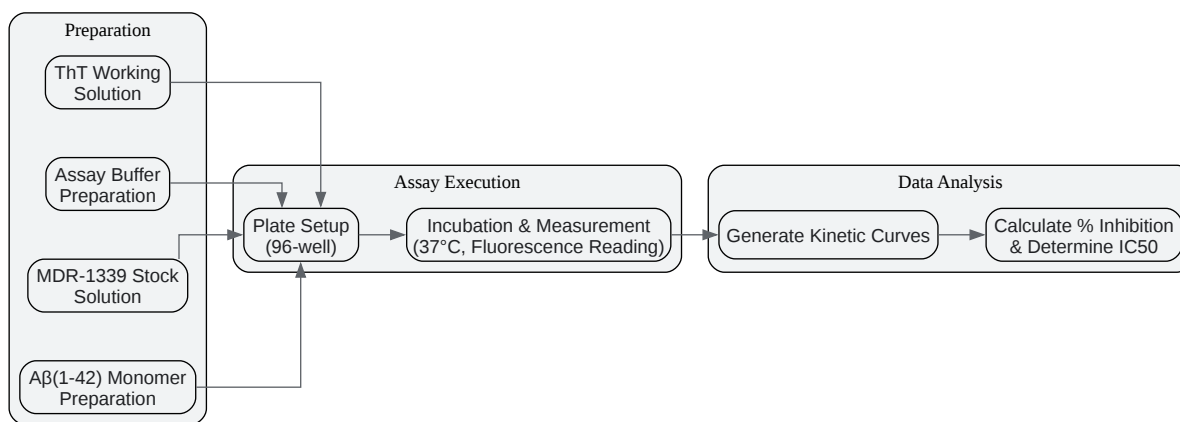 Preparation
ThT Working
Solution
Assay Buffer
Preparation
MDR-1339 Stock
Solution
Aβ(1-42) Monomer
Preparation
Assay Execution
Plate Setup
(96-well)
Incubation & Measurement
(37°C, Fluorescence Reading)
Data Analysis
Generate Kinetic Curves
Calculate % Inhibition
& Determine IC50